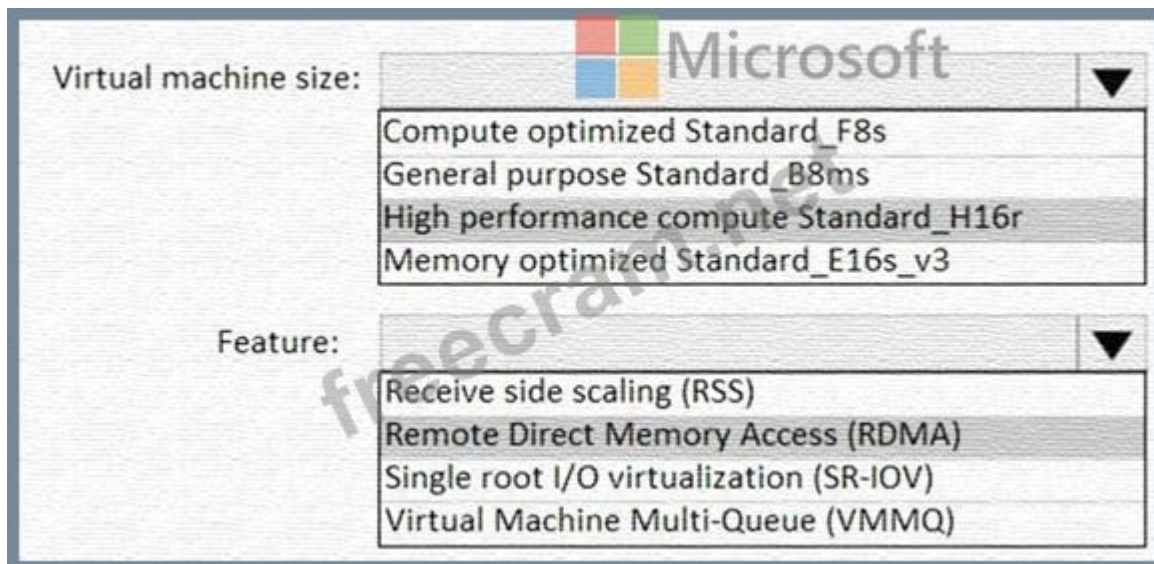 Microsoft
Virtual machine size:
Compute optimized Standard_F8s
General purpose Standard_B8ms
High performance compute Standard_H16r
Memory optimized Standard_E16s_v3
freecram.net
Feature:
Receive side scaling (RSS)
Remote Direct Memory Access (RDMA)
Single root I/O virtualization (SR-IOV)
Virtual Machine Multi-Queue (VMMQ)